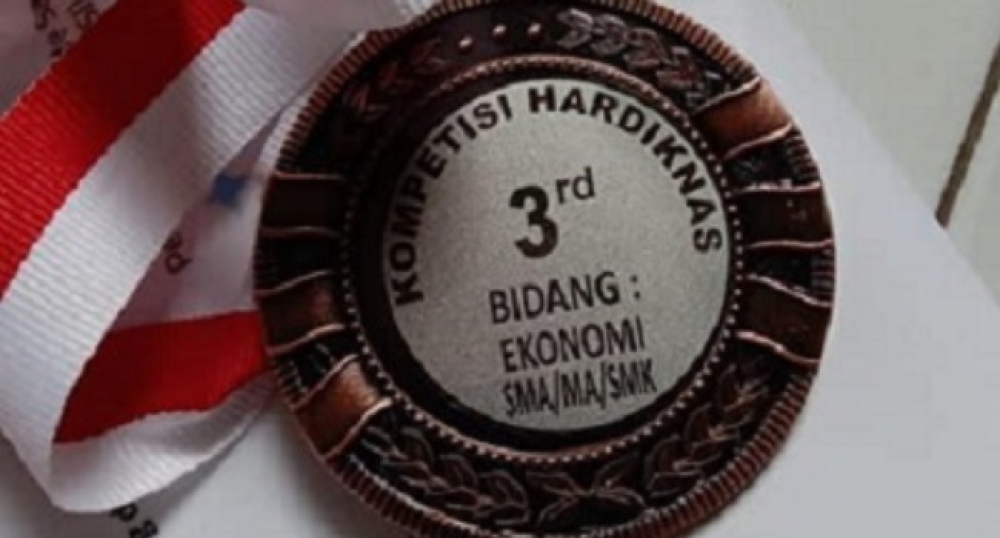 KOMPETISI HARDIKNAS
3rd
BIDANG :
EKONOMI
SMA/MA/SMK